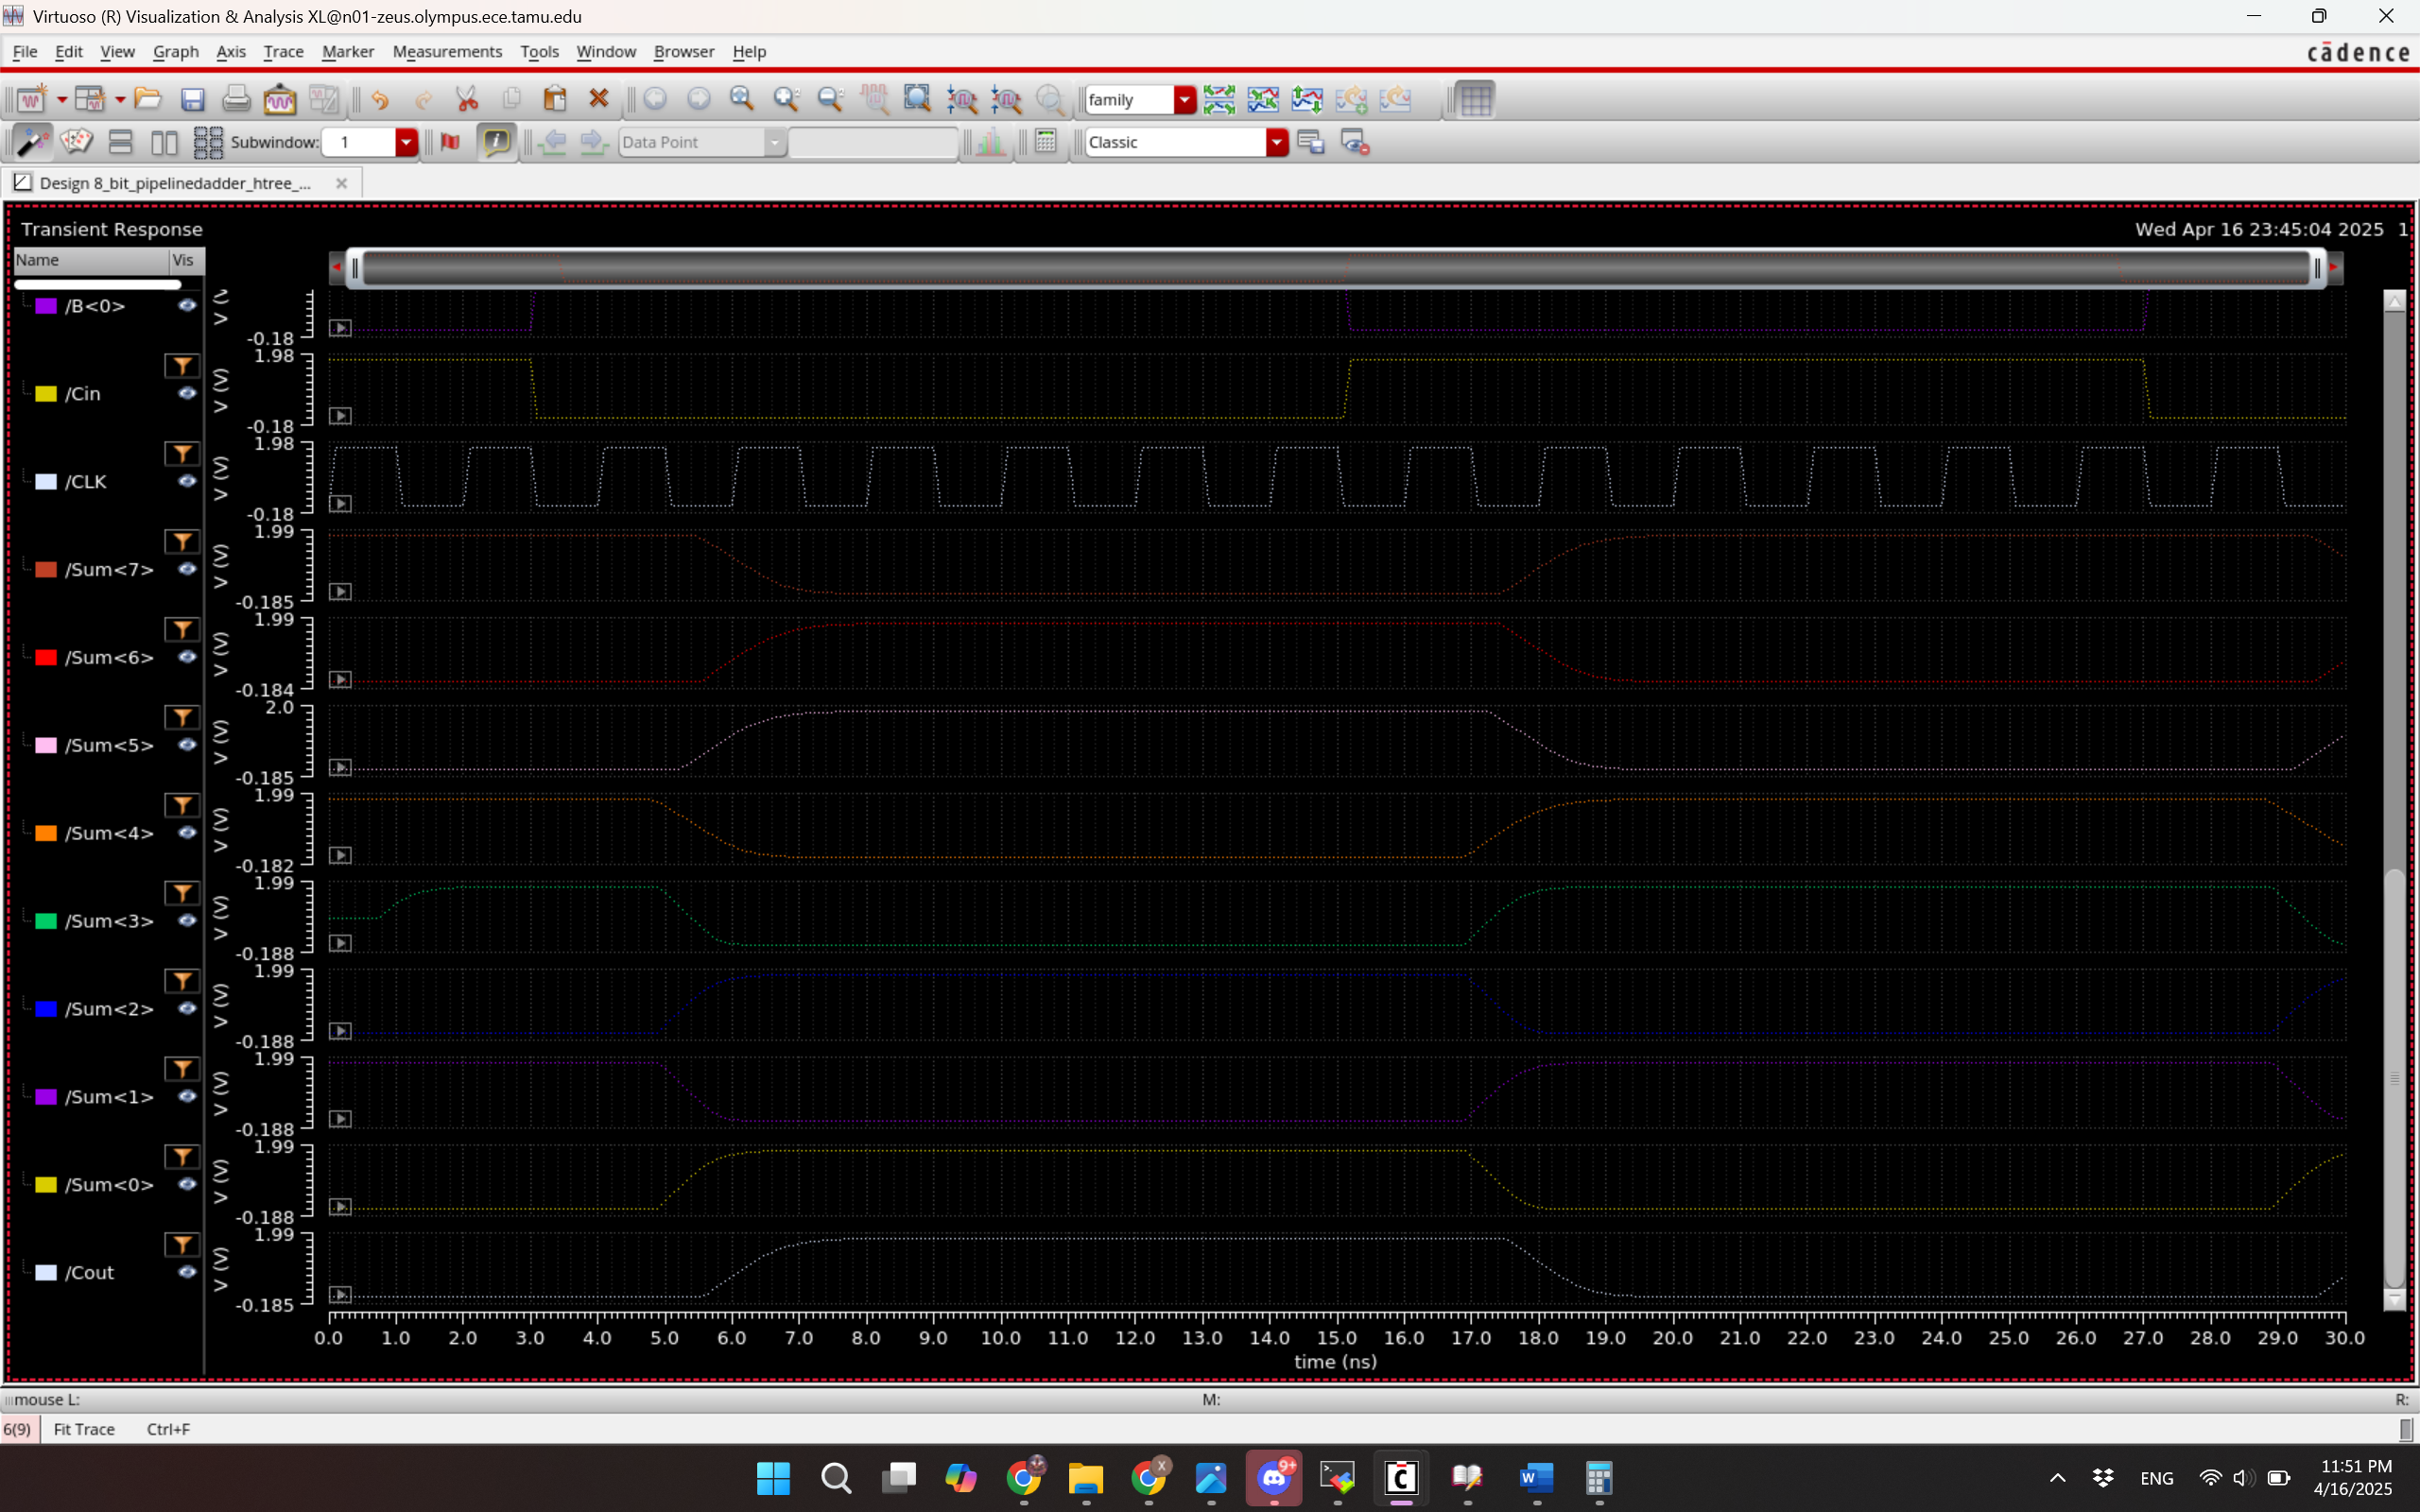 Virtuoso (R) Visualization & Analysis XL@n01-zeus.olympus.ece.tamu.edu
File Edit View Graph Axis Trace Marker Measurements Tools Window Browser Help
cādence
family
Subwindow: 1 Data Point Classic
Design 8_bit_pipelinedadder_htree_...
Transient Response
Wed Apr 16 23:45:04 2025 1
Name Vis
/B<0> V (V) -0.18
/Cin V (V) 1.98 -0.18
/CLK V (V) 1.98 -0.18
/Sum<7> V (V) 1.99 -0.185
/Sum<6> V (V) 1.99 -0.184
/Sum<5> V (V) 2.0 -0.185
/Sum<4> V (V) 1.99 -0.182
/Sum<3> V (V) 1.99 -0.188
/Sum<2> V (V) 1.99 -0.188
/Sum<1> V (V) 1.99 -0.188
/Sum<0> V (V) 1.99 -0.188
/Cout V (V) 1.99 -0.185
0.0 1.0 2.0 3.0 4.0 5.0 6.0 7.0 8.0 9.0 10.0 11.0 12.0 13.0 14.0 15.0 16.0 17.0 18.0 19.0 20.0 21.0 22.0 23.0 24.0 25.0 26.0 27.0 28.0 29.0 30.0
time (ns)
mouse L: M: R:
6(9) Fit Trace Ctrl+F
9+
ENG
11:51 PM
4/16/2025